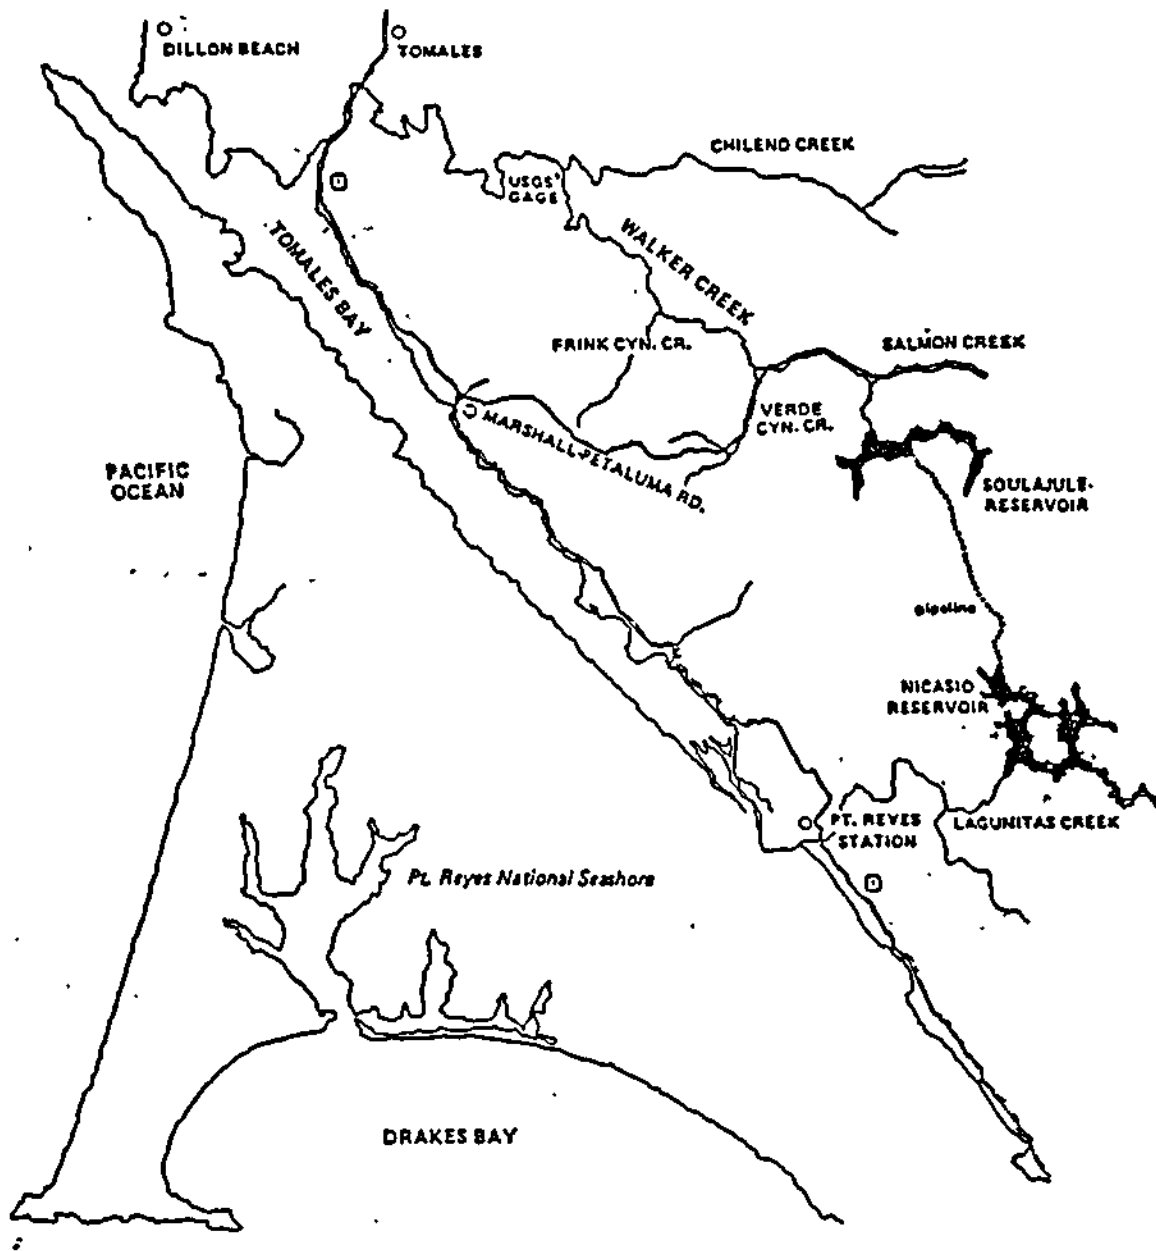 DILLON BEACH
TOMALES
CHILENO CREEK
USGS'
GAGE
TOMALES BAY
WALKER CREEK
FRINK CYN. CR.
SALMON CREEK
VERDE
CYN. CR.
MARSHALL-PETALUMA RD.
PACIFIC
OCEAN
SOULAJULE-
RESERVOIR
pipeline
NICASIO
RESERVOIR
PT. REYES
STATION
LAGUNITAS CREEK
Pt. Reyes National Seashore
DRAKES BAY